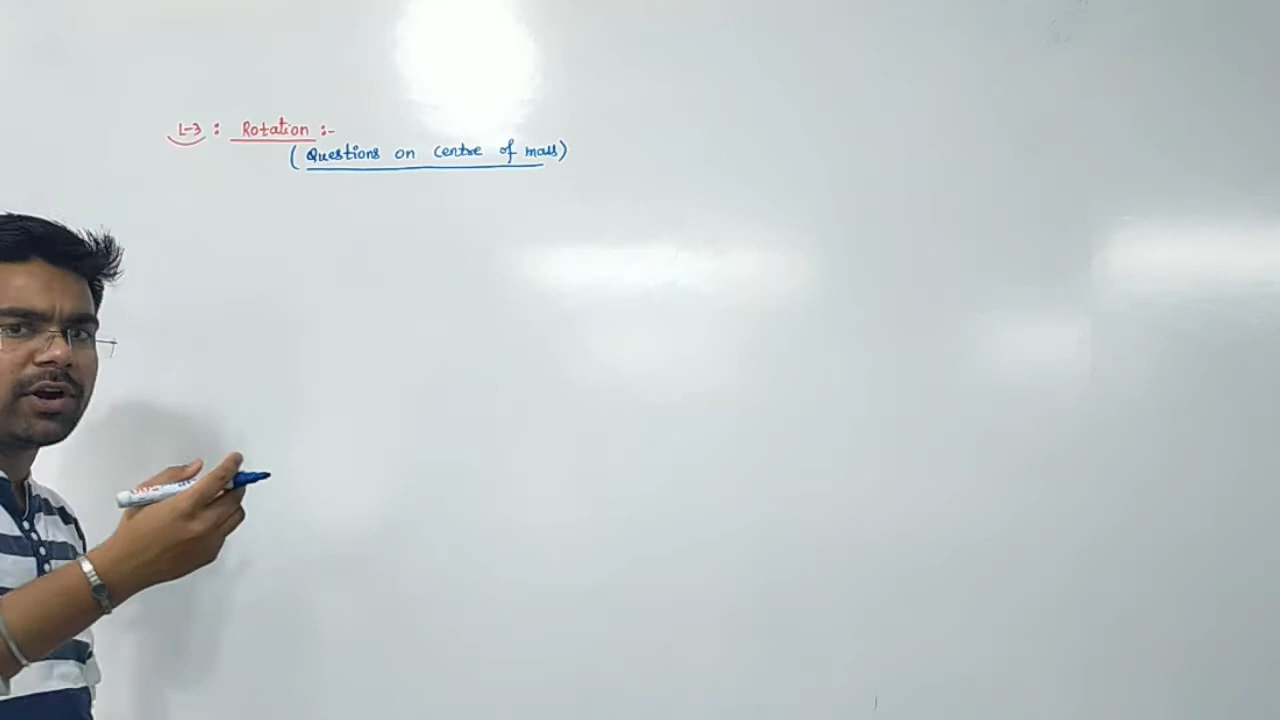 L-3 : Rotation :-
( Questions on centre of mass)